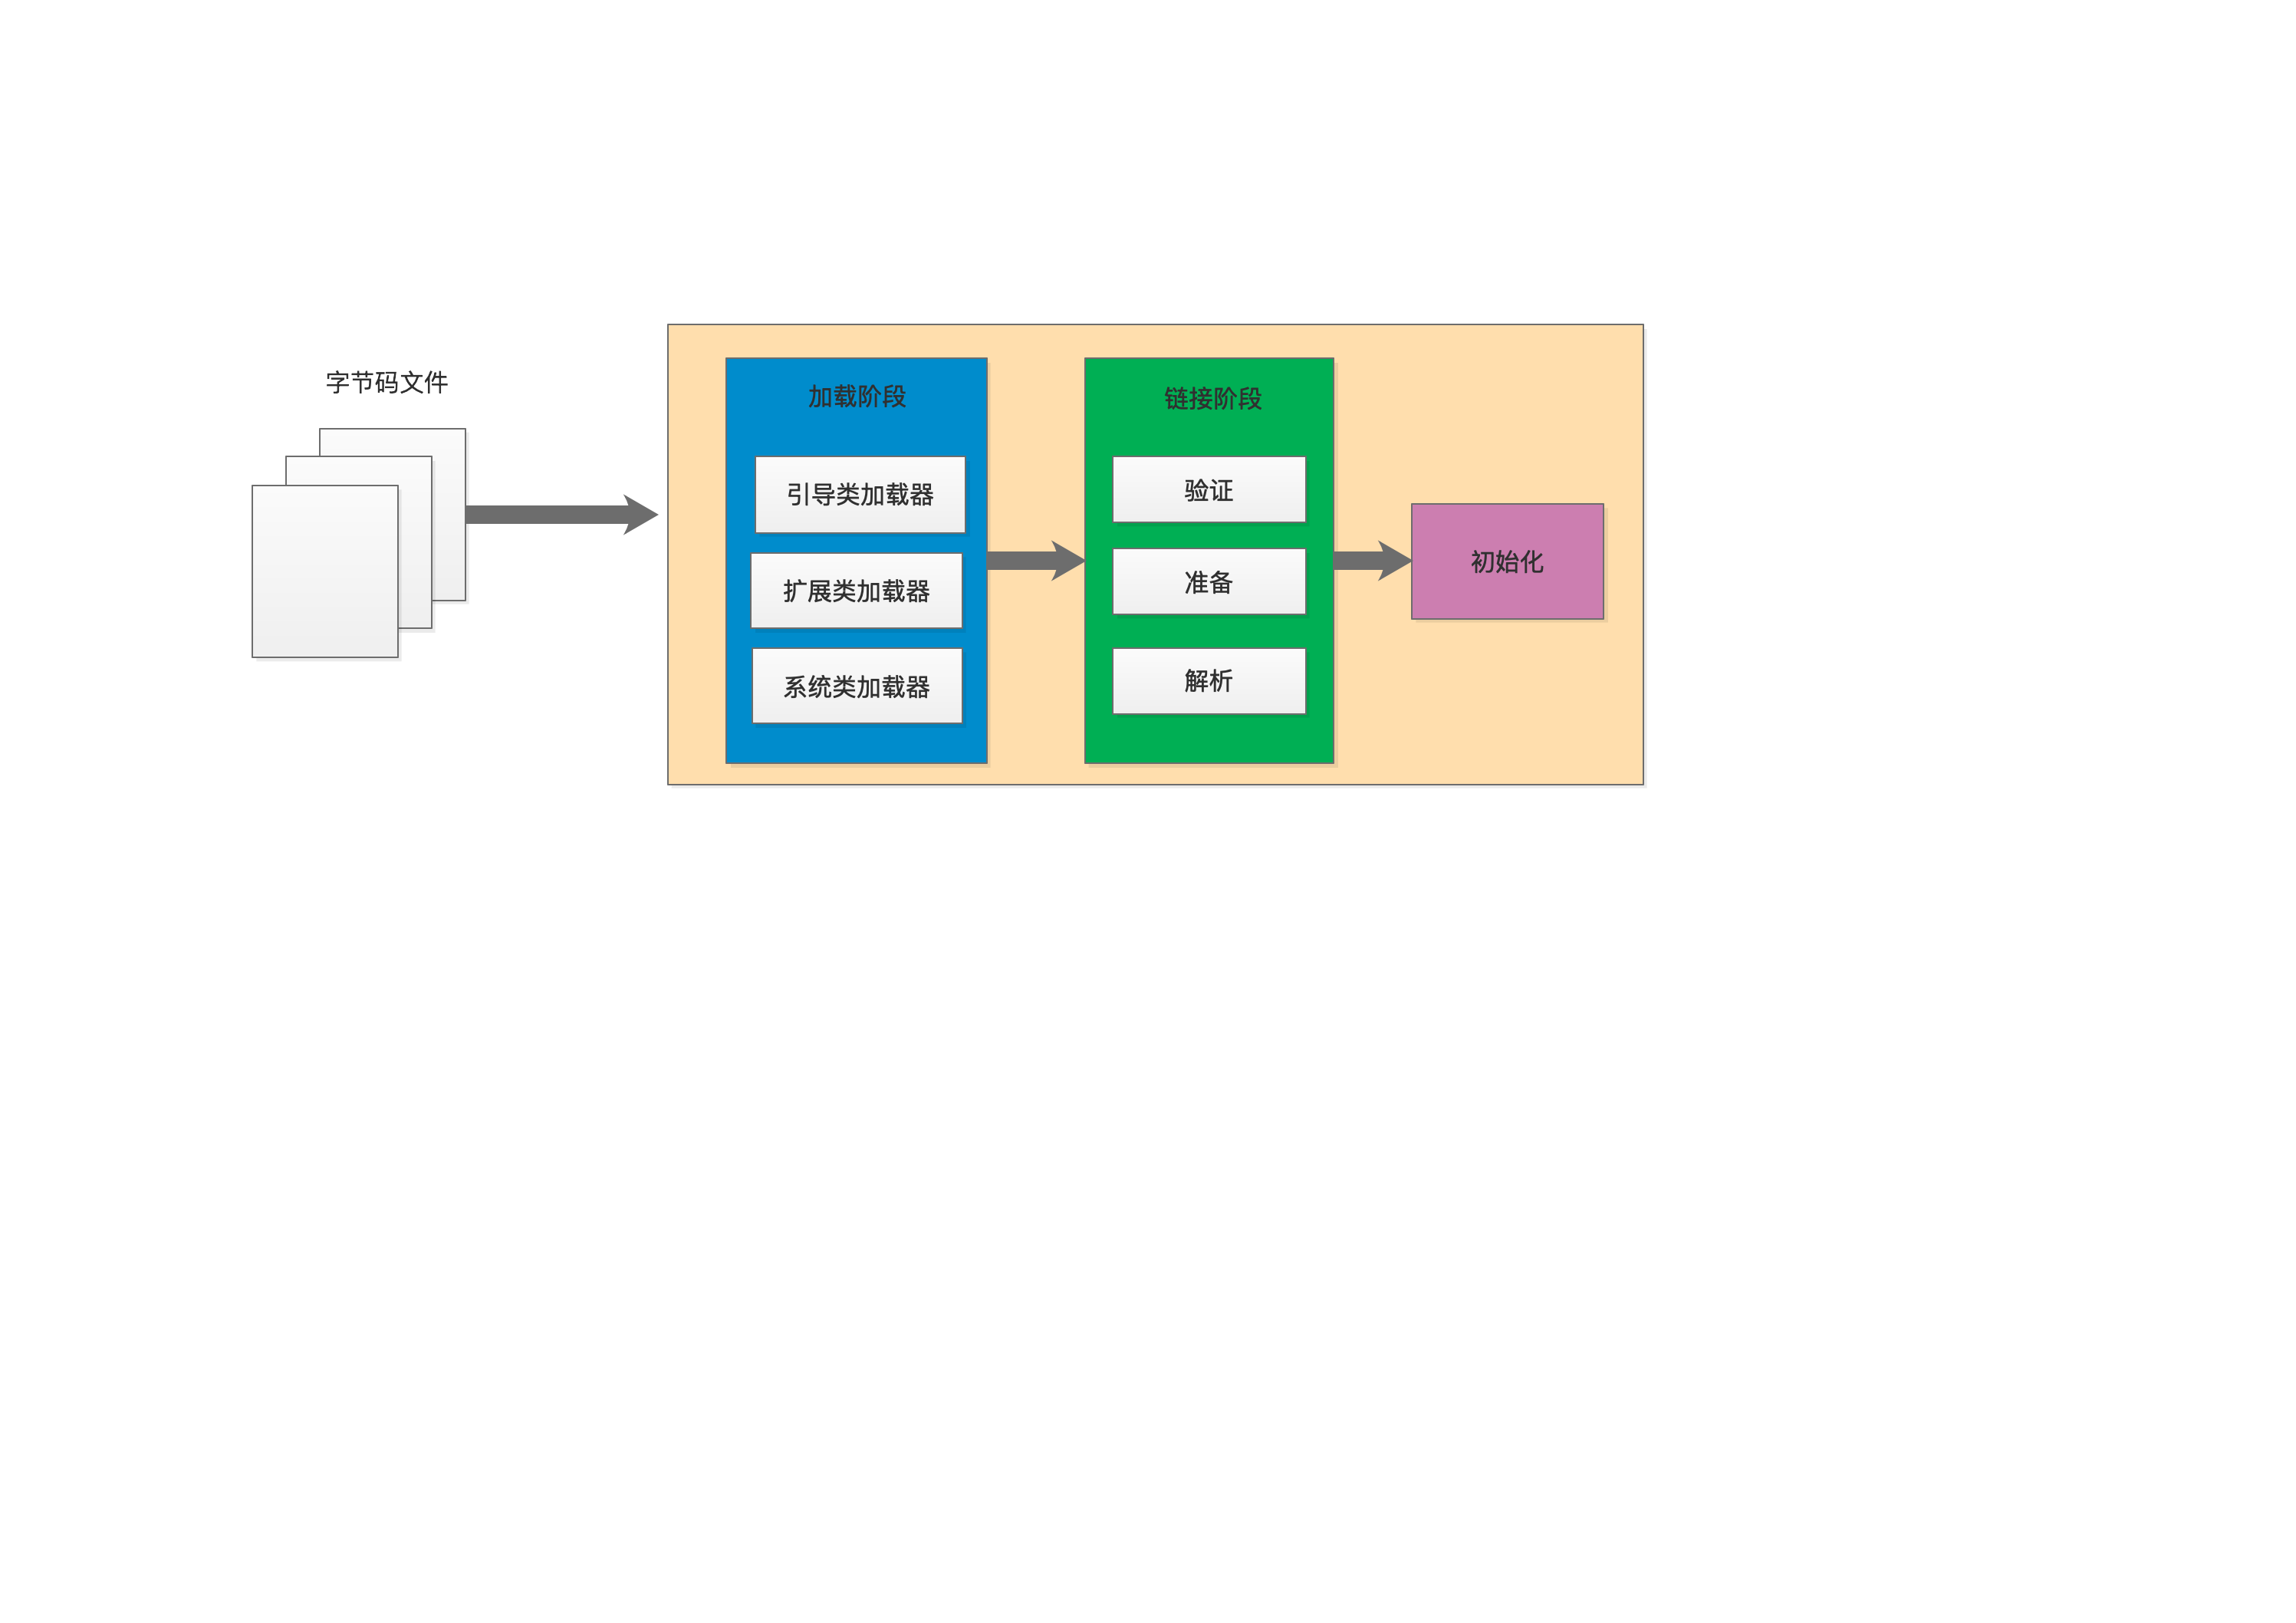 字节码文件
加载阶段
引导类加载器
扩展类加载器
系统类加载器
链接阶段
验证
准备
解析
初始化